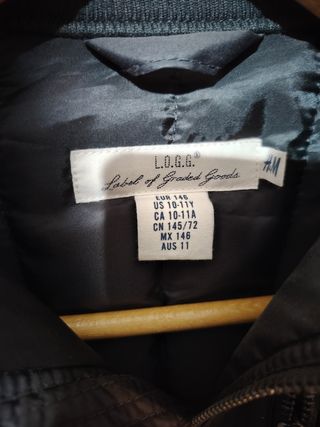 L.O.G.G.®
Label of Graded Goods
H&M
EUR 146
US 10-11Y
CA 10-11A
CN 145/72
MX 146
AUS 11